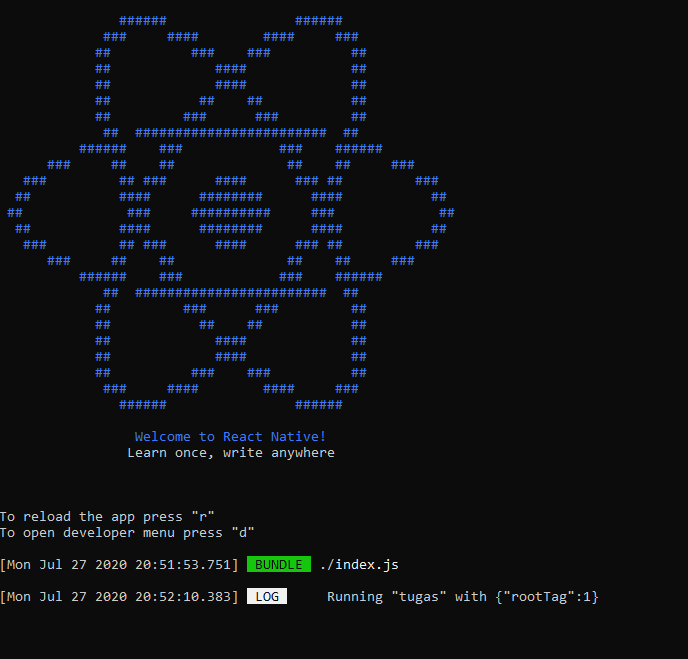 Welcome to React Native!
Learn once, write anywhere
To reload the app press "r"
To open developer menu press "d"
[Mon Jul 27 2020 20:51:53.751] BUNDLE ./index.js
[Mon Jul 27 2020 20:52:10.383] LOG Running "tugas" with {"rootTag":1}